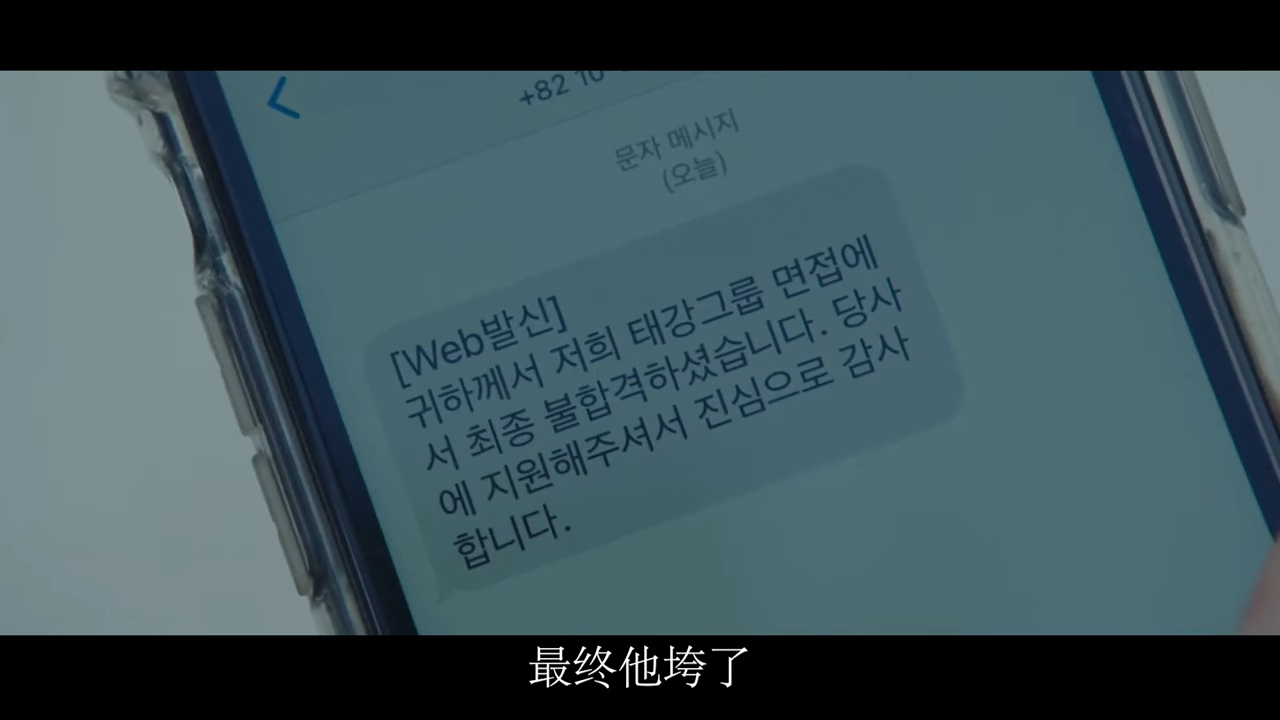 +82 10
문자 메시지
(오늘)
[Web발신]
귀하께서 저희 태강그룹 면접에
서 최종 불합격하셨습니다. 당사
에 지원해주셔서 진심으로 감사
합니다.
最终他垮了